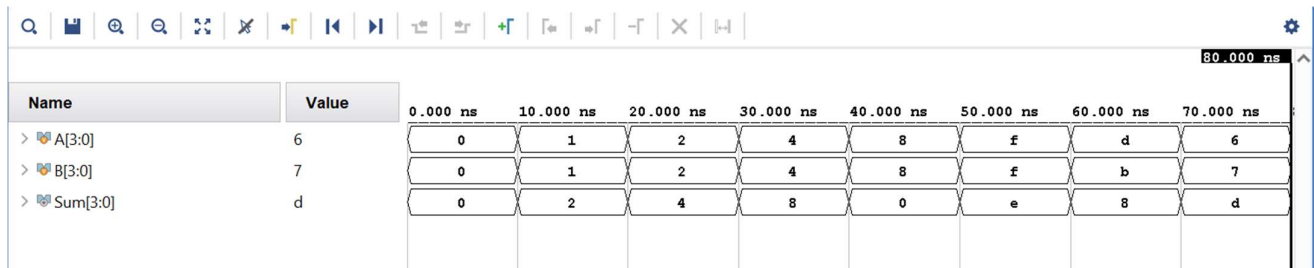 80.000 ns
Name Value
0.000 ns 10.000 ns 20.000 ns 30.000 ns 40.000 ns 50.000 ns 60.000 ns 70.000 ns
A[3:0] 6 0 1 2 4 8 f d 6
B[3:0] 7 0 1 2 4 8 f b 7
Sum[3:0] d 0 2 4 8 0 e 8 d